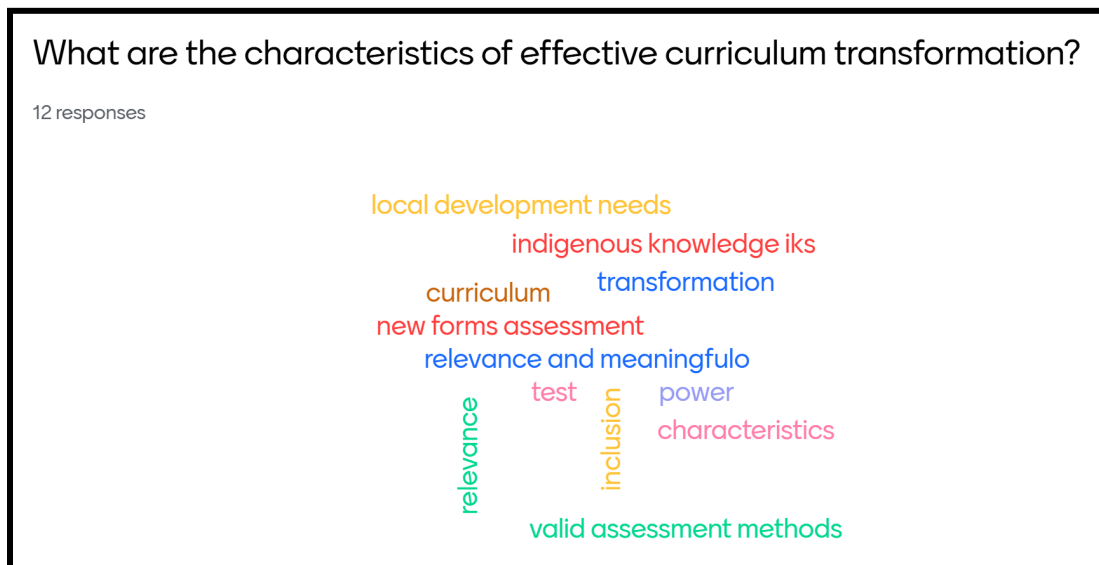 What are the characteristics of effective curriculum transformation?
12 responses
local development needs
indigenous knowledge iks
transformation
curriculum
new forms assessment
relevance and meaningfulo
test
inclusion
power
relevance
characteristics
valid assessment methods